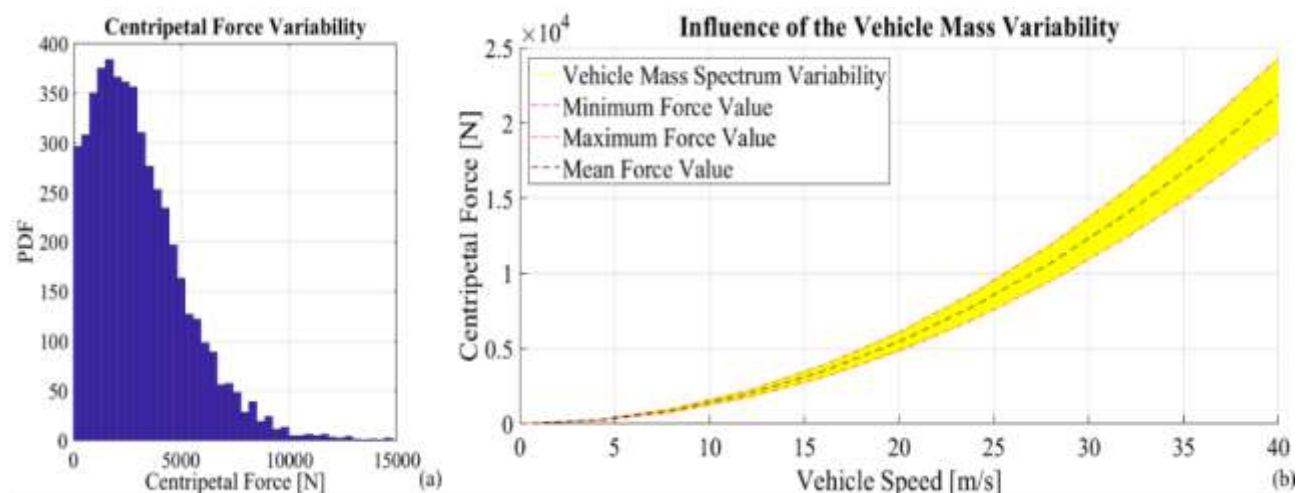 Centripetal Force Variability
400
350
300
250
200
150
100
50
0
PDF
0
5000
10000
15000
Centripetal Force [N]
(a)
Influence of the Vehicle Mass Variability
×10⁴
2.5
2
1.5
1
0.5
0
Centripetal Force [N]
Vehicle Mass Spectrum Variability
Minimum Force Value
Maximum Force Value
Mean Force Value
0
5
10
15
20
25
30
35
40
Vehicle Speed [m/s]
(b)